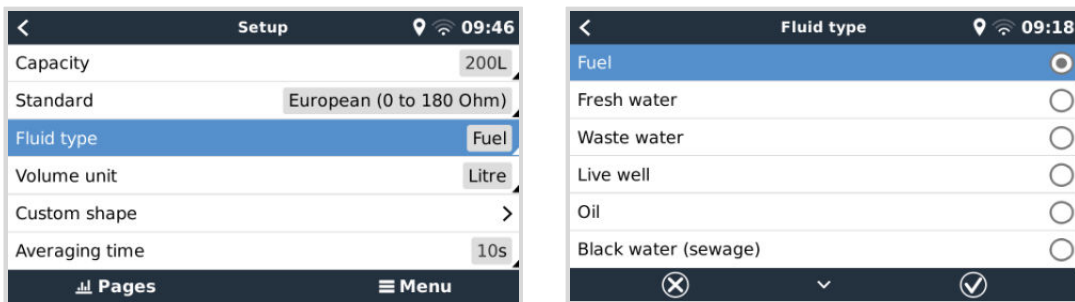 Setup 09:46
Capacity 200L
Standard European (0 to 180 Ohm)
Fluid type Fuel
Volume unit Litre
Custom shape
Averaging time 10s
Pages Menu
Fluid type 09:18
Fuel
Fresh water
Waste water
Live well
Oil
Black water (sewage)